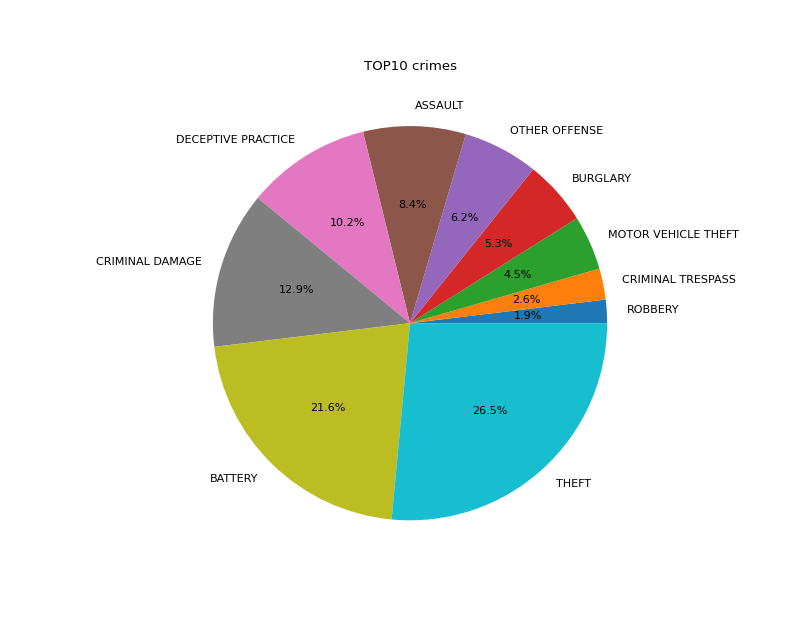 TOP10 crimes
ASSAULT
OTHER OFFENSE
DECEPTIVE PRACTICE
BURGLARY
8.4%
6.2%
10.2%
MOTOR VEHICLE THEFT
5.3%
CRIMINAL DAMAGE
4.5%
CRIMINAL TRESPASS
12.9%
2.6%
ROBBERY
1.9%
21.6%
26.5%
BATTERY
THEFT